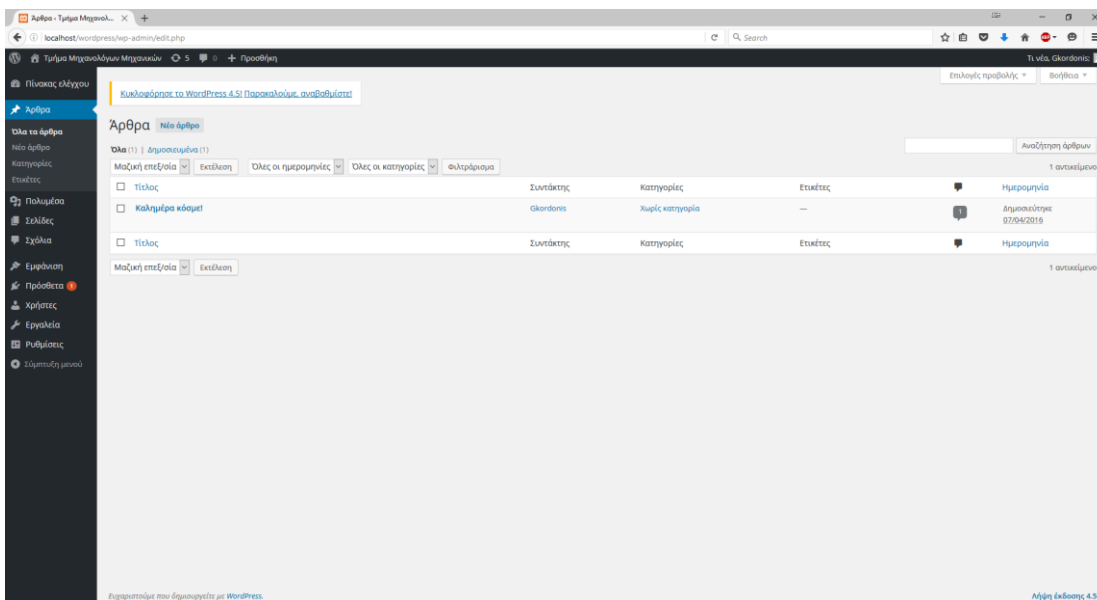 Άρθρα ‹ Τμήμα Μηχανολ...
localhost/wordpress/wp-admin/edit.php
Search
Τμήμα Μηχανολόγων Μηχανικών 5 0 Προσθήκη
Τι νέα, Gkordonis;
Επιλογές προβολής Βοήθεια
Πίνακας ελέγχου
Άρθρα
Όλα τα άρθρα
Νέο άρθρο
Κατηγορίες
Ετικέτες
Πολυμέσα
Σελίδες
Σχόλια
Εμφάνιση
Πρόσθετα 1
Χρήστες
Εργαλεία
Ρυθμίσεις
Σύμπτυξη μενού
Κυκλοφόρησε το WordPress 4.5! Παρακαλούμε, αναβαθμίστε!
Άρθρα Νέο άρθρο
Όλα (1) | Δημοσιευμένα (1)
Αναζήτηση άρθρων
Μαζική επεξ/σία Εκτέλεση Όλες οι ημερομηνίες Όλες οι κατηγορίες Φιλτράρισμα
1 αντικείμενο
Τίτλος Συντάκτης Κατηγορίες Ετικέτες Ημερομηνία
Καλημέρα κόσμε! Gkordonis Χωρίς κατηγορία — 1 Δημοσιεύτηκε
07/04/2016
Τίτλος Συντάκτης Κατηγορίες Ετικέτες Ημερομηνία
Μαζική επεξ/σία Εκτέλεση
1 αντικείμενο
Ευχαριστούμε που δημιουργείτε με WordPress.
Λήψη έκδοσης 4.5